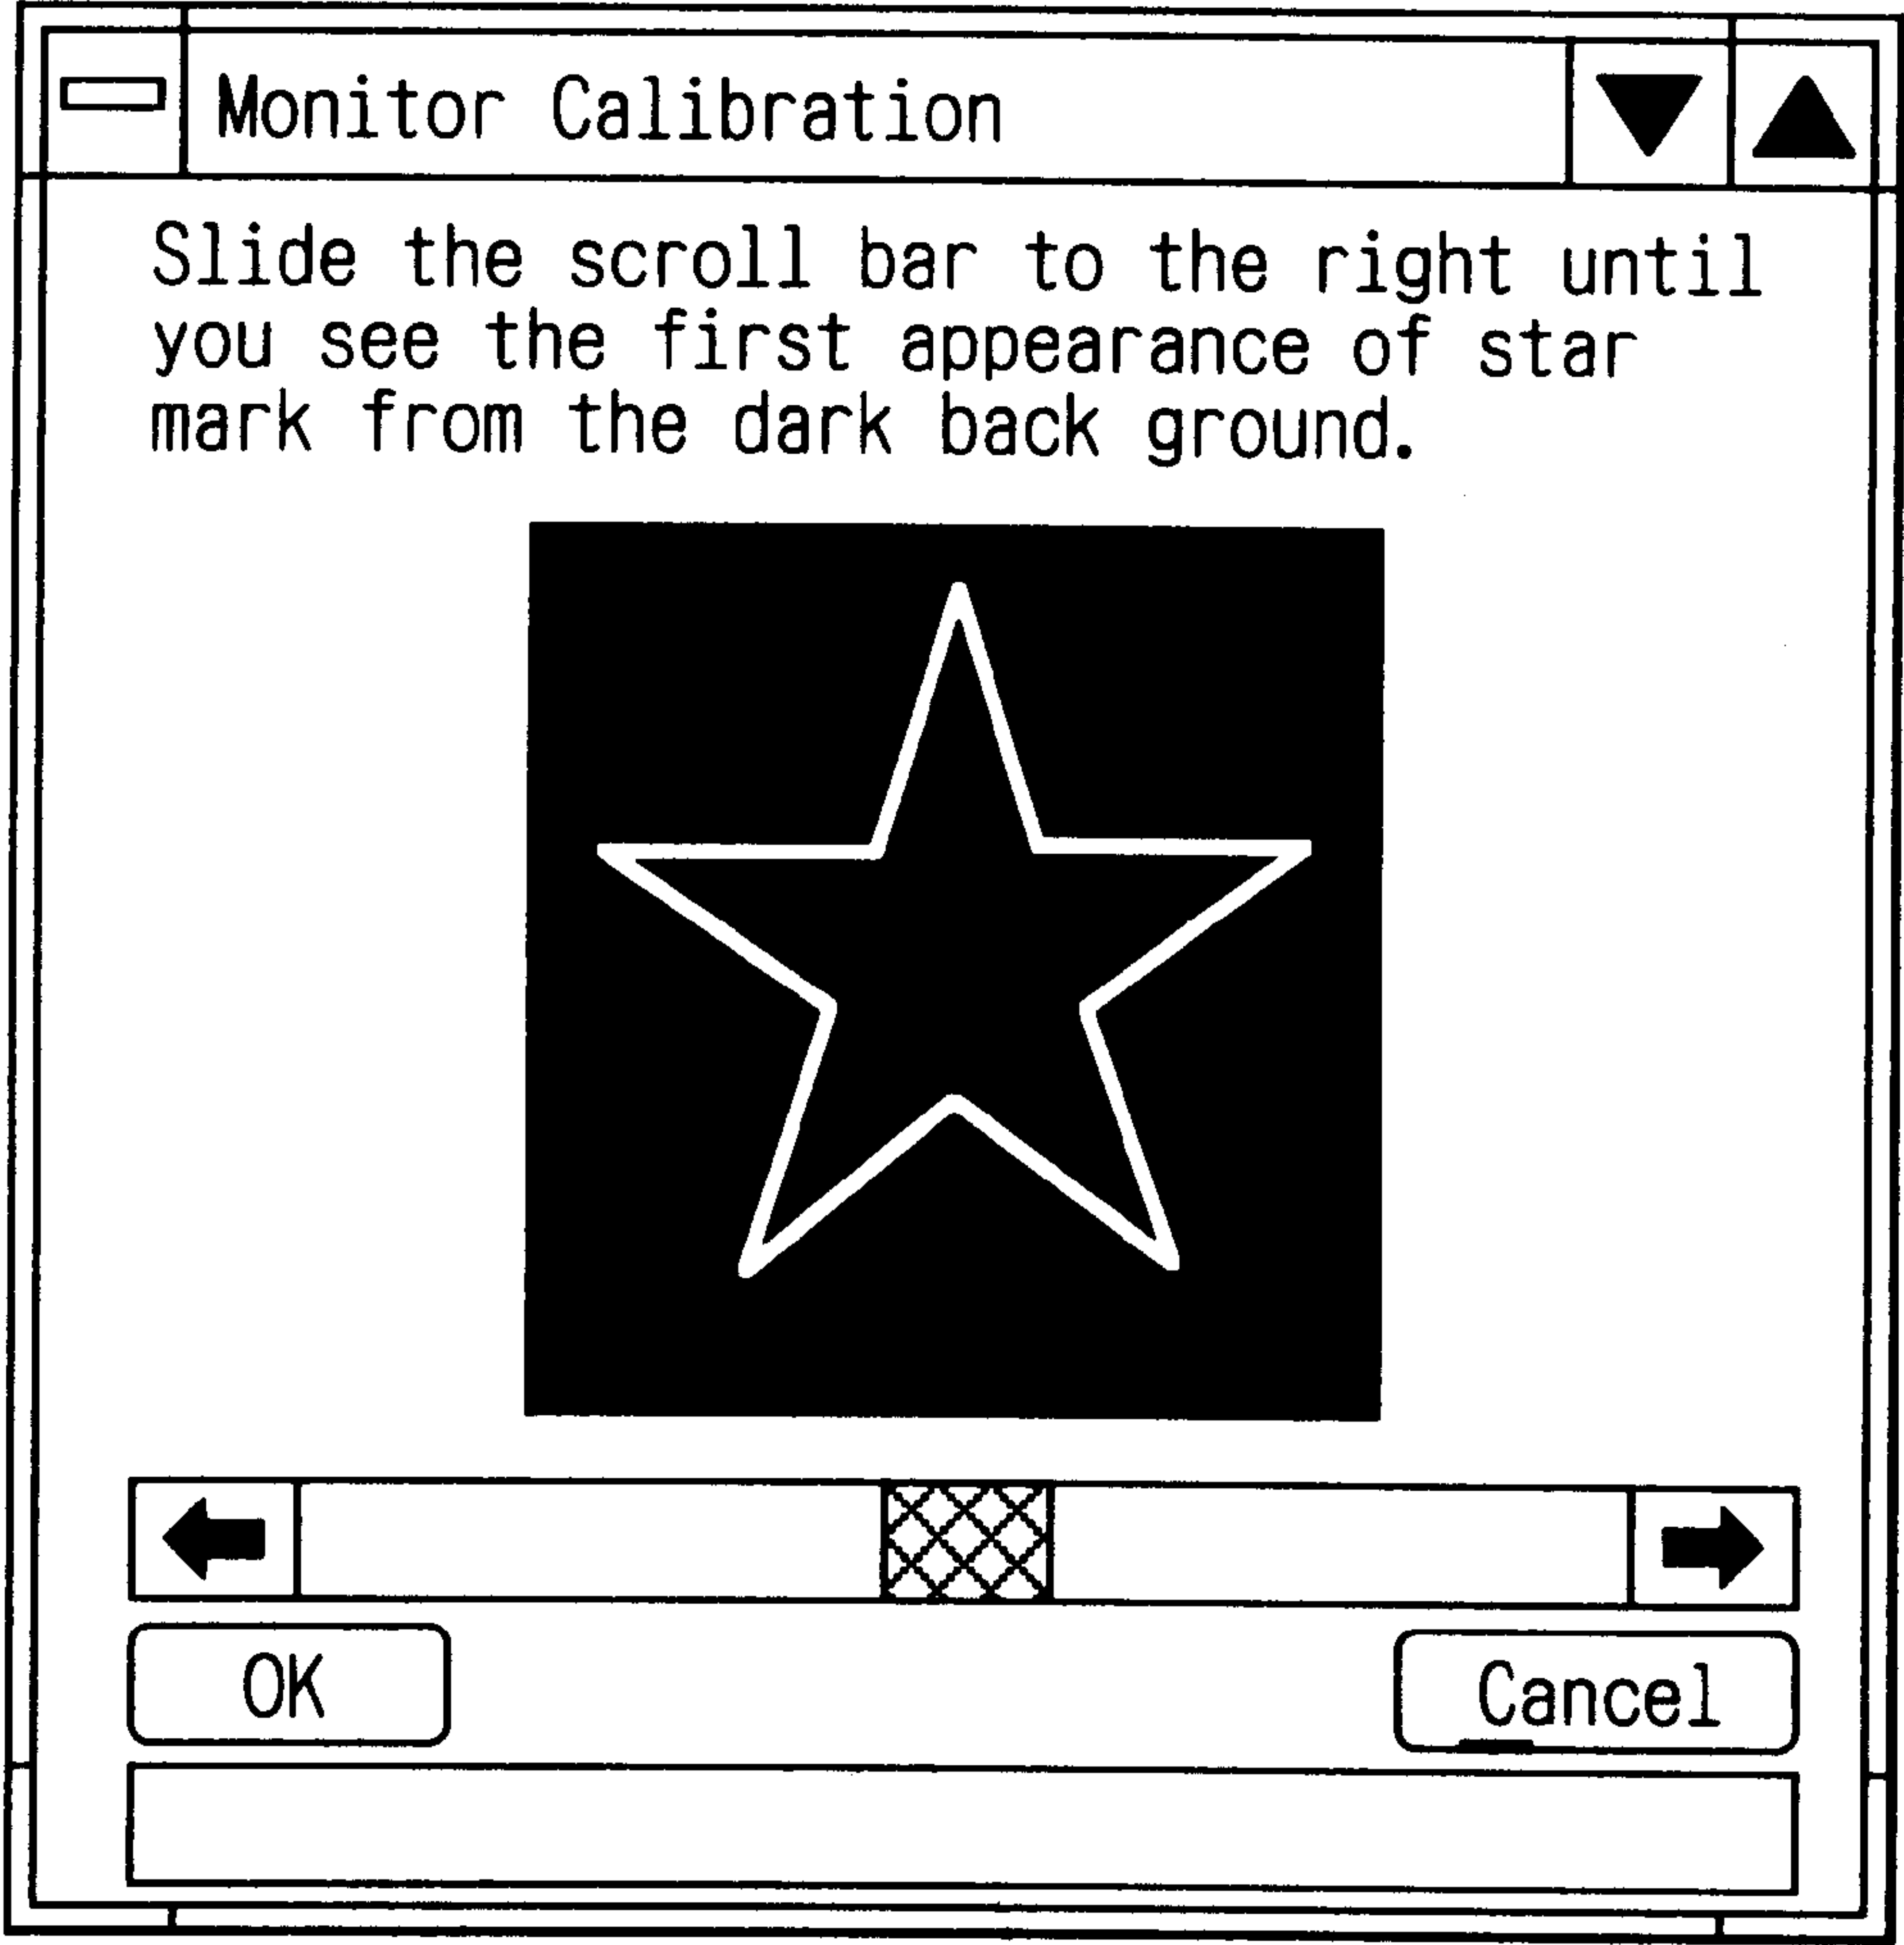 Monitor Calibration
Slide the scroll bar to the right until
you see the first appearance of star
mark from the dark back ground.
OK
Cancel